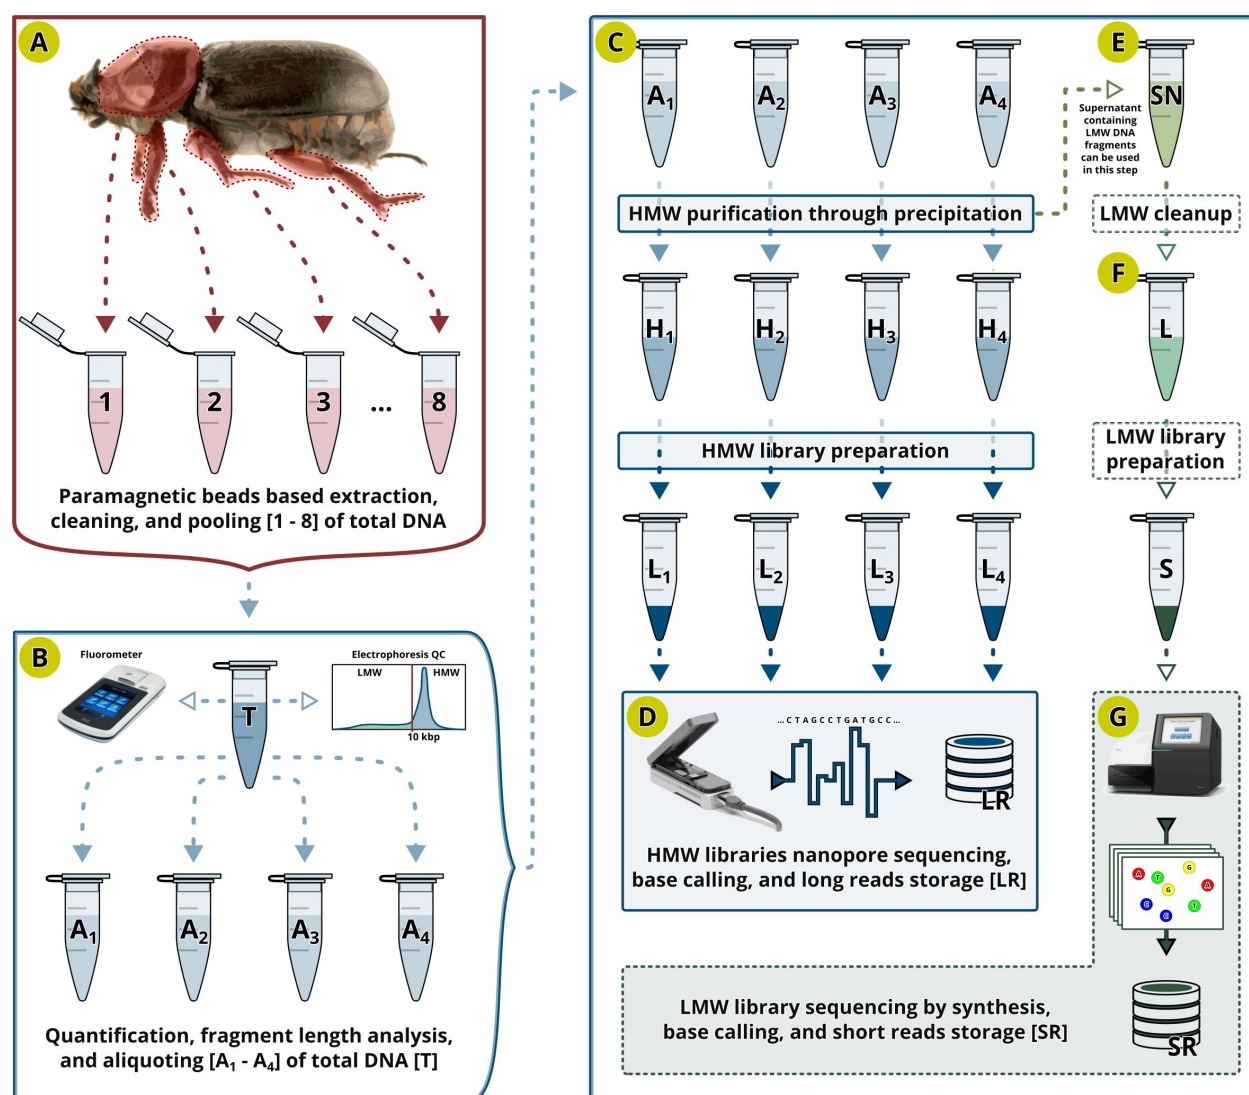 A
1
2
3
...
8
Paramagnetic beads based extraction,
cleaning, and pooling [1 - 8] of total DNA
B
Fluorometer
T
Electrophoresis QC
LMW
HMW
10 kbp
A1
A2
A3
A4
Quantification, fragment length analysis,
and aliquoting [A1 - A4] of total DNA [T]
C
A1
A2
A3
A4
HMW purification through precipitation
H1
H2
H3
H4
HMW library preparation
L1
L2
L3
L4
D
...CTAGCCTGATGCC...
LR
HMW libraries nanopore sequencing,
base calling, and long reads storage [LR]
E
SN
Supernatant
containing
LMW DNA
fragments
can be used
in this step
LMW cleanup
F
L
LMW library
preparation
S
G
A
T
G
G
A
C
C
T
SR
LMW library sequencing by synthesis,
base calling, and short reads storage [SR]